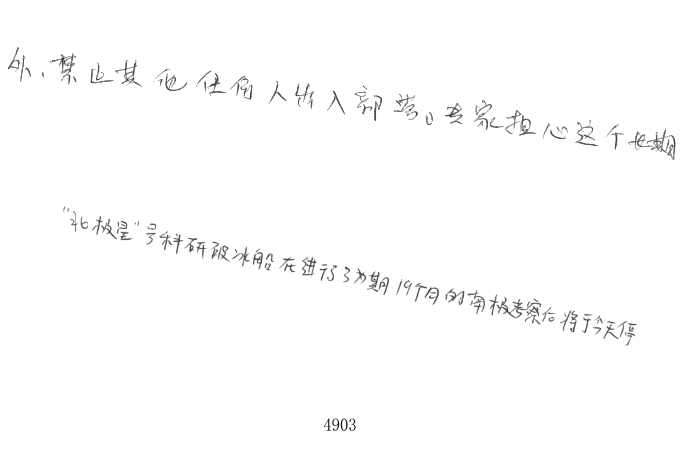 外、禁止其他任何人出入部落。专家担心这个长期
“北极星”号科研破冰船在进行了为期19个月的南极考察后将于今天停
4903